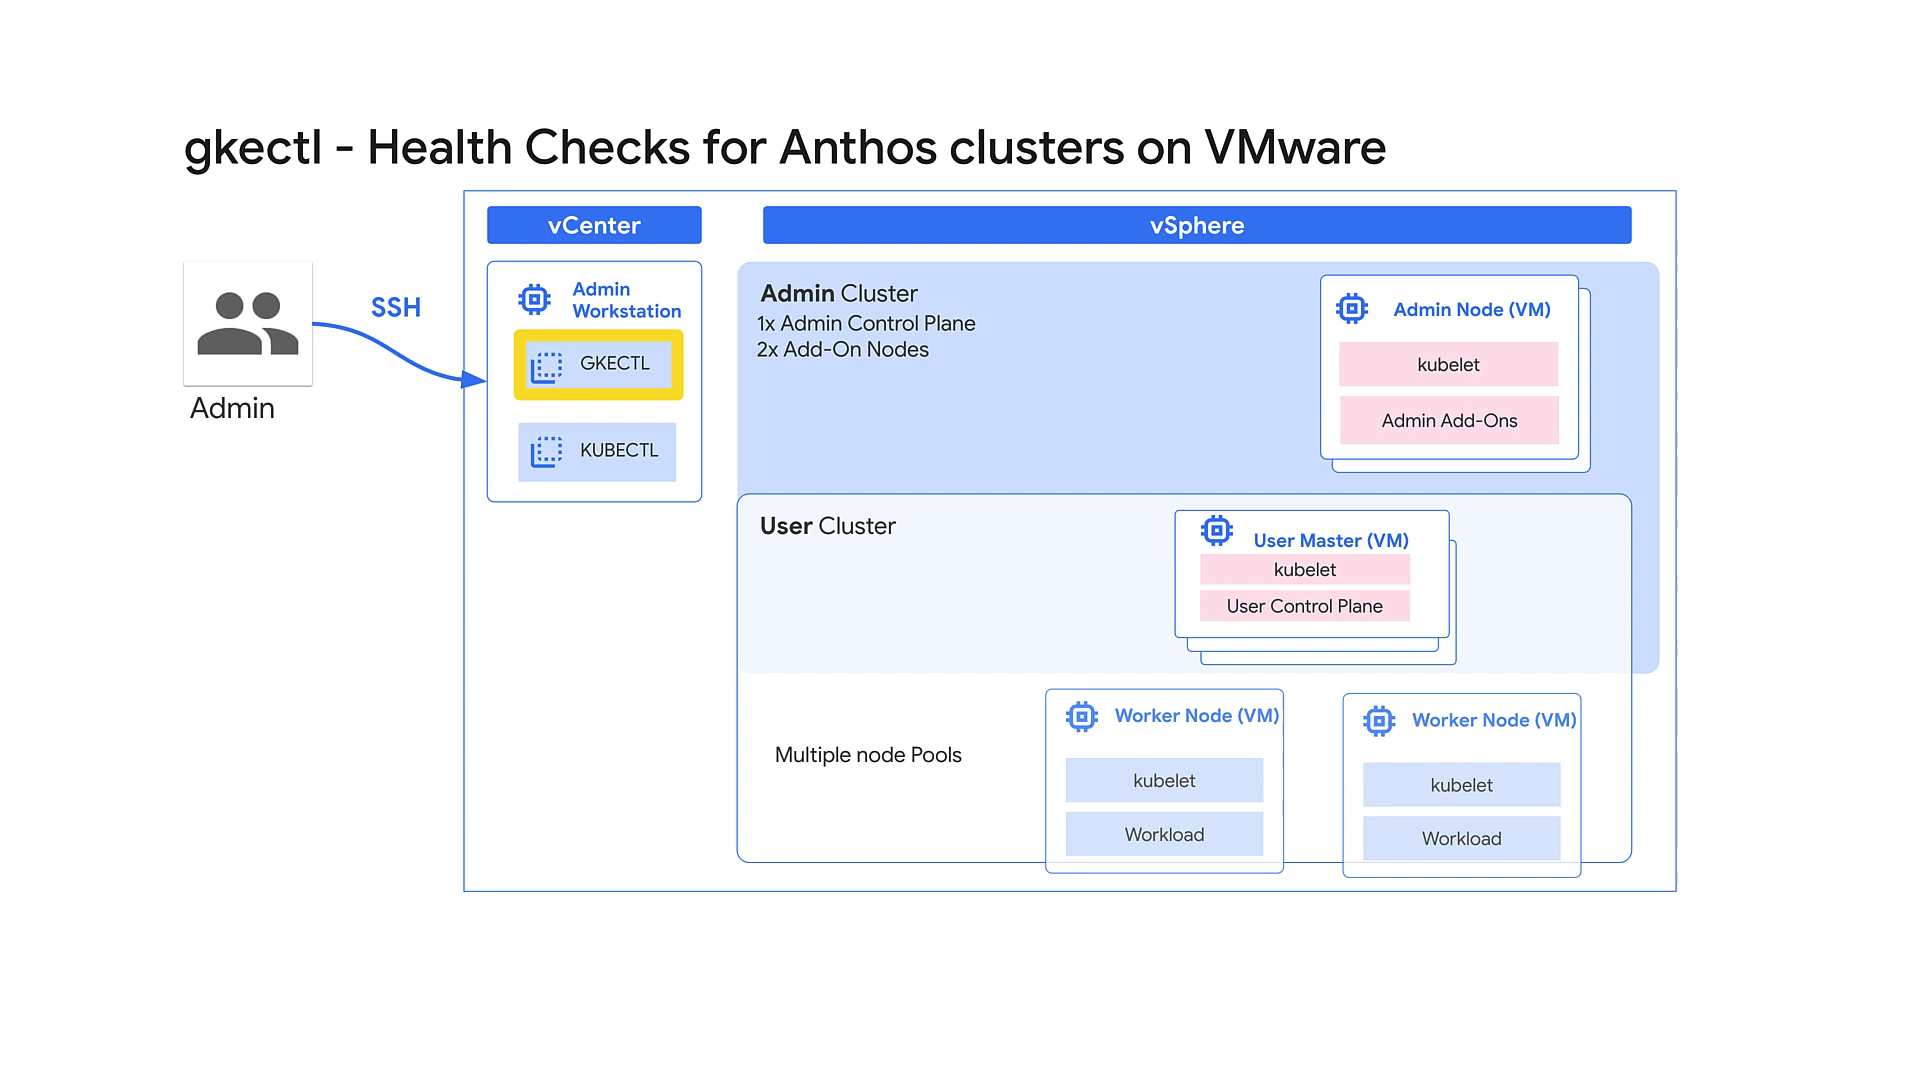 gkectl - Health Checks for Anthos clusters on VMware
vCenter
vSphere
Admin
Workstation
GKECTL
KUBECTL
SSH
Admin
Admin Cluster
1x Admin Control Plane
2x Add-On Nodes
Admin Node (VM)
kubelet
Admin Add-Ons
User Cluster
User Master (VM)
kubelet
User Control Plane
Multiple node Pools
Worker Node (VM)
kubelet
Workload
Worker Node (VM)
kubelet
Workload